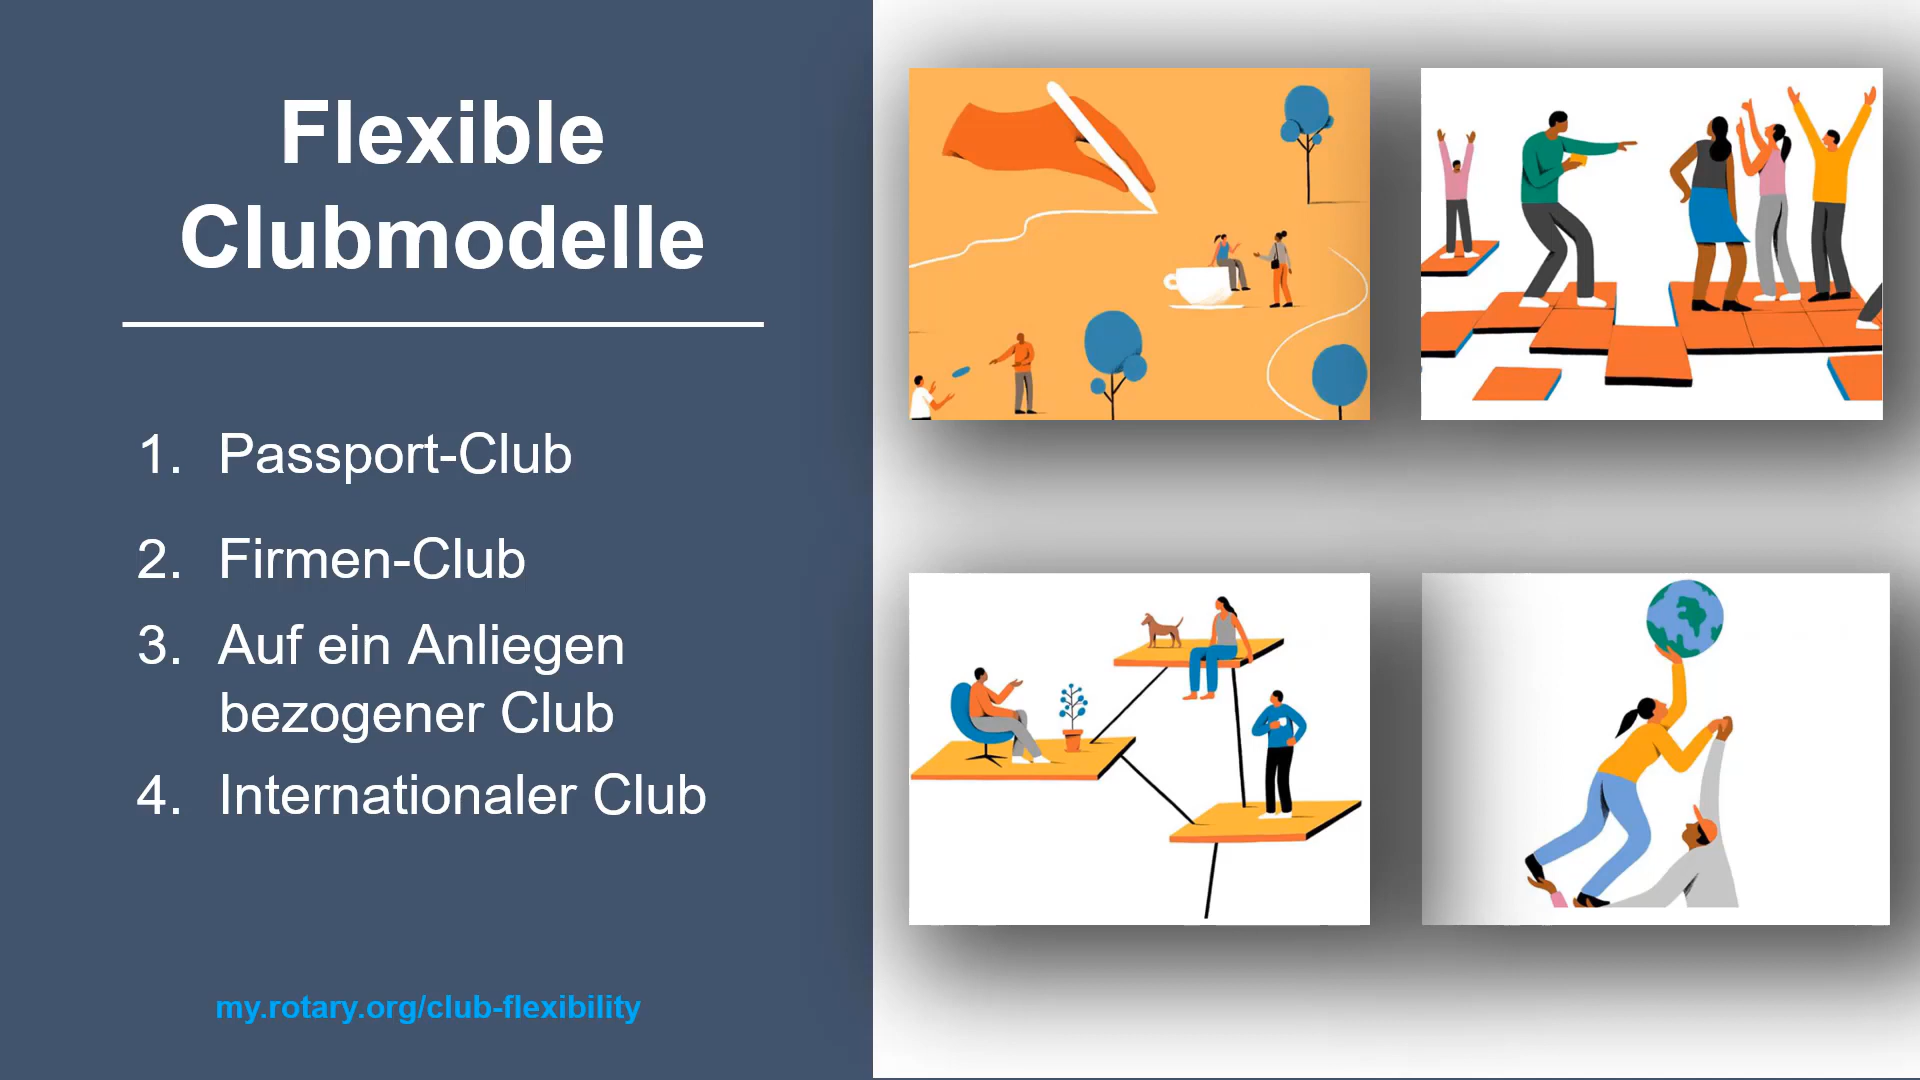 Flexible
Clubmodelle
1. Passport-Club
2. Firmen-Club
3. Auf ein Anliegen
bezogener Club
4. Internationaler Club
my.rotary.org/club-flexibility